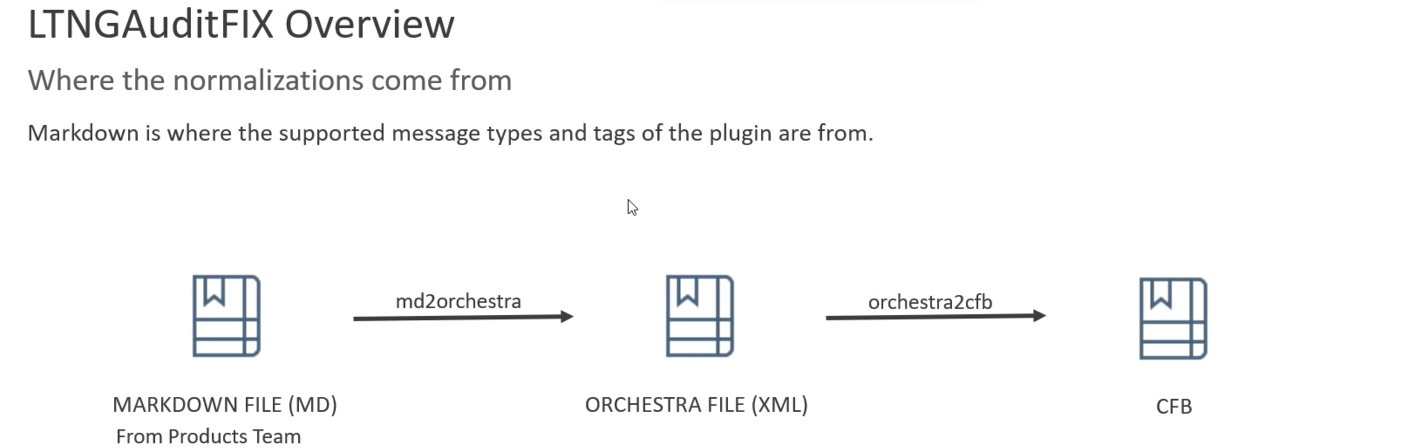 LTNGAuditFIX Overview
Where the normalizations come from
Markdown is where the supported message types and tags of the plugin are from.
md2orchestra
orchestra2cfb
MARKDOWN FILE (MD)
From Products Team
ORCHESTRA FILE (XML)
CFB